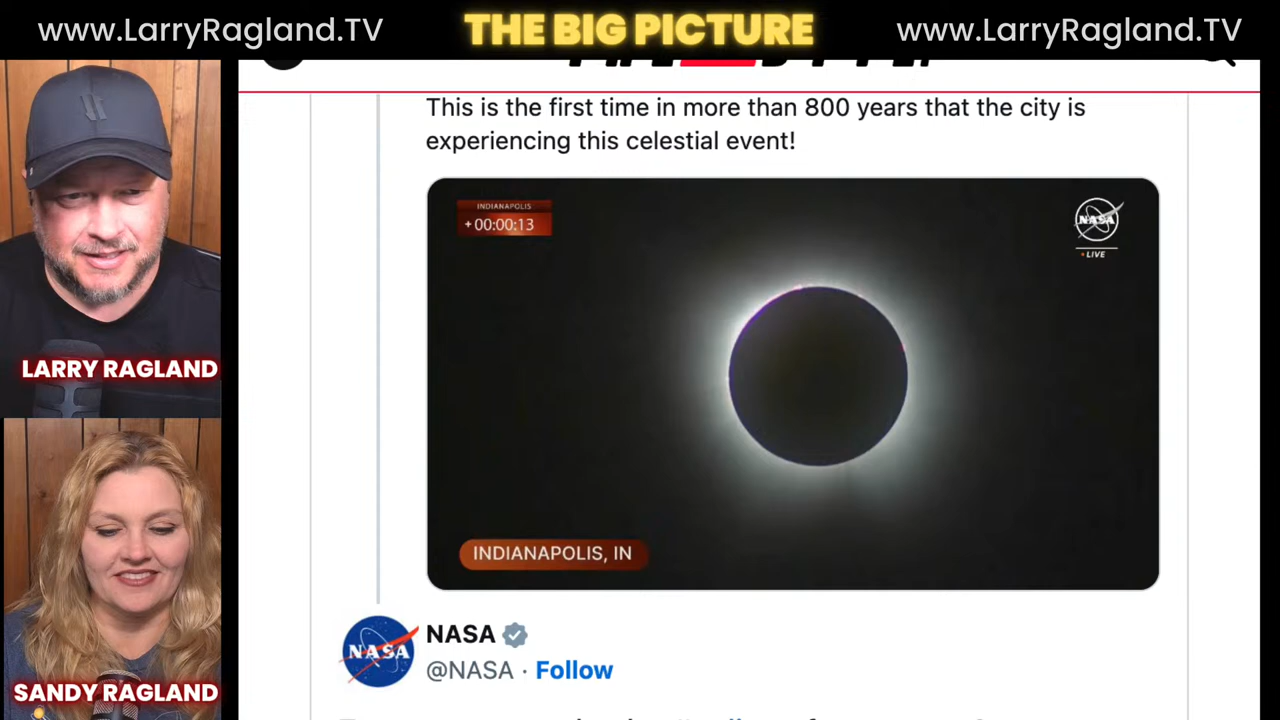 www.LarryRagland.TV
THE BIG PICTURE
www.LarryRagland.TV
This is the first time in more than 800 years that the city is
experiencing this celestial event!
INDIANAPOLIS
+00:00:13
NASA
LIVE
INDIANAPOLIS, IN
LARRY RAGLAND
NASA
NASA
@NASA · Follow
SANDY RAGLAND